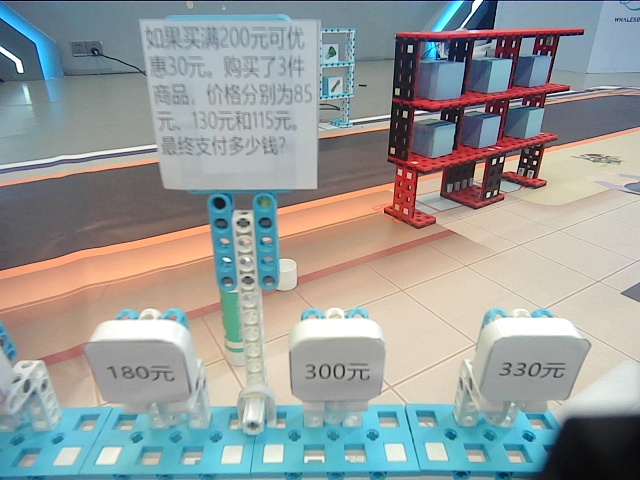 如果买满200元可优
惠30元。购买了3件
商品，价格分别为85
元、130元和115元。
最终支付多少钱？
180元
300元
330元